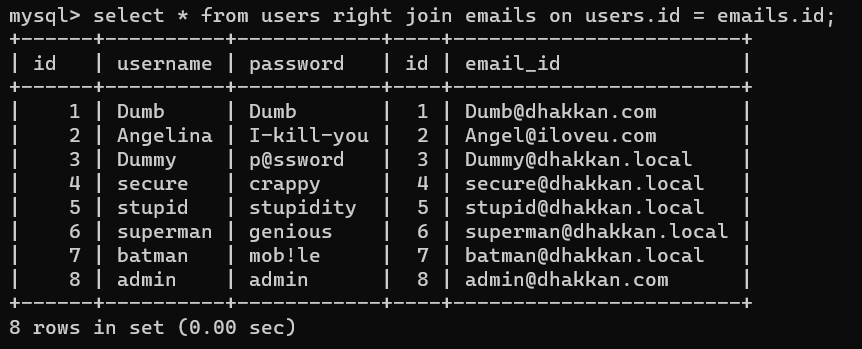 mysql> select * from users right join emails on users.id = emails.id;
+------+----------+------------+----+------------------------+
| id   | username | password   | id | email_id               |
+------+----------+------------+----+------------------------+
|    1 | Dumb     | Dumb       |  1 | Dumb@dhakkan.com       |
|    2 | Angelina | I-kill-you |  2 | Angel@iloveu.com       |
|    3 | Dummy    | p@ssword   |  3 | Dummy@dhakkan.local    |
|    4 | secure   | crappy     |  4 | secure@dhakkan.local   |
|    5 | stupid   | stupidity  |  5 | stupid@dhakkan.local   |
|    6 | superman | genious    |  6 | superman@dhakkan.local |
|    7 | batman   | mob!le     |  7 | batman@dhakkan.local   |
|    8 | admin    | admin      |  8 | admin@dhakkan.com      |
+------+----------+------------+----+------------------------+
8 rows in set (0.00 sec)